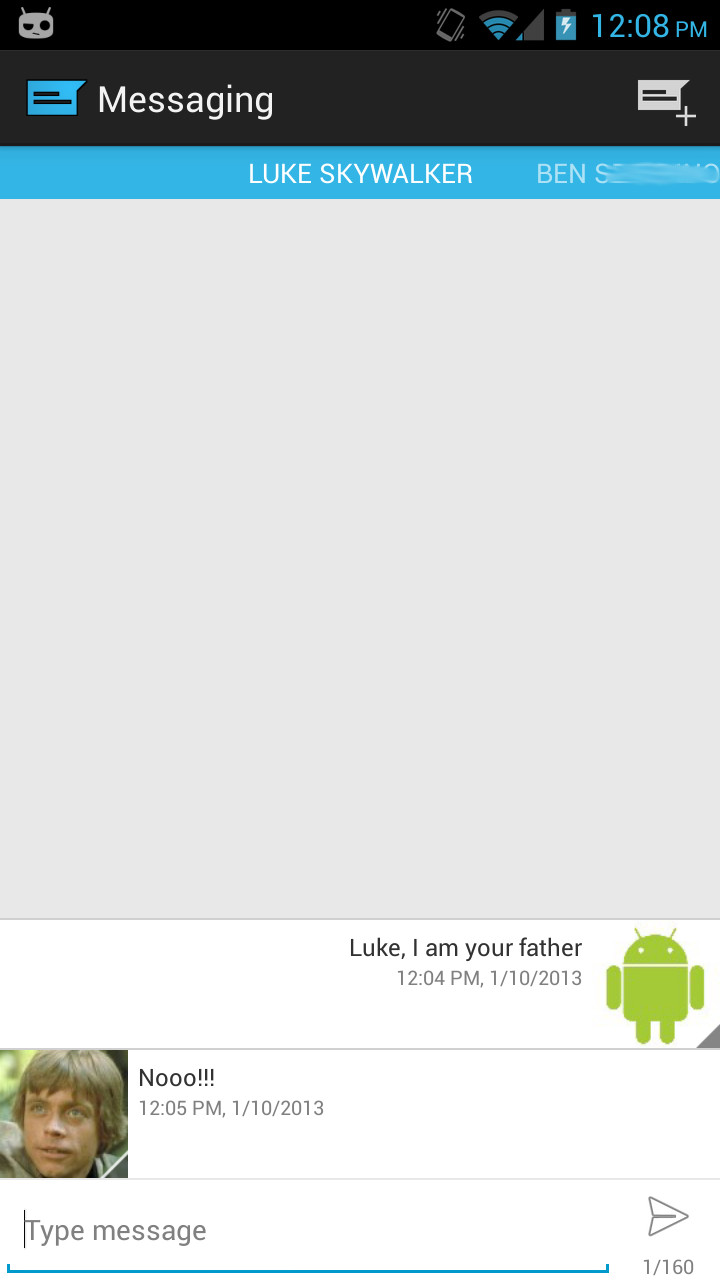 12:08 PM
Messaging
LUKE SKYWALKER BEN
Luke, I am your father
12:04 PM, 1/10/2013
Nooo!!!
12:05 PM, 1/10/2013
Type message
1/160